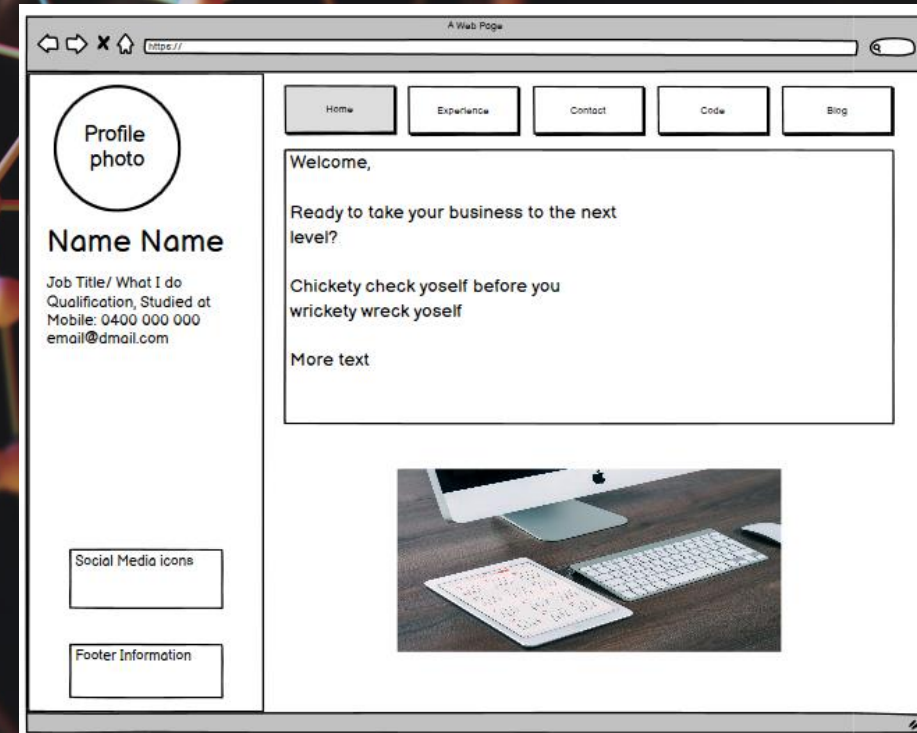 A Web Page
https://
Profile
photo
Name Name
Job Title/ What I do
Qualification, Studied at
Mobile: 0400 000 000
email@dmail.com
Social Media icons
Footer Information
Home
Experience
Contact
Code
Blog
Welcome,
Ready to take your business to the next
level?
Chickety check yoself before you
wrickety wreck yoself
More text